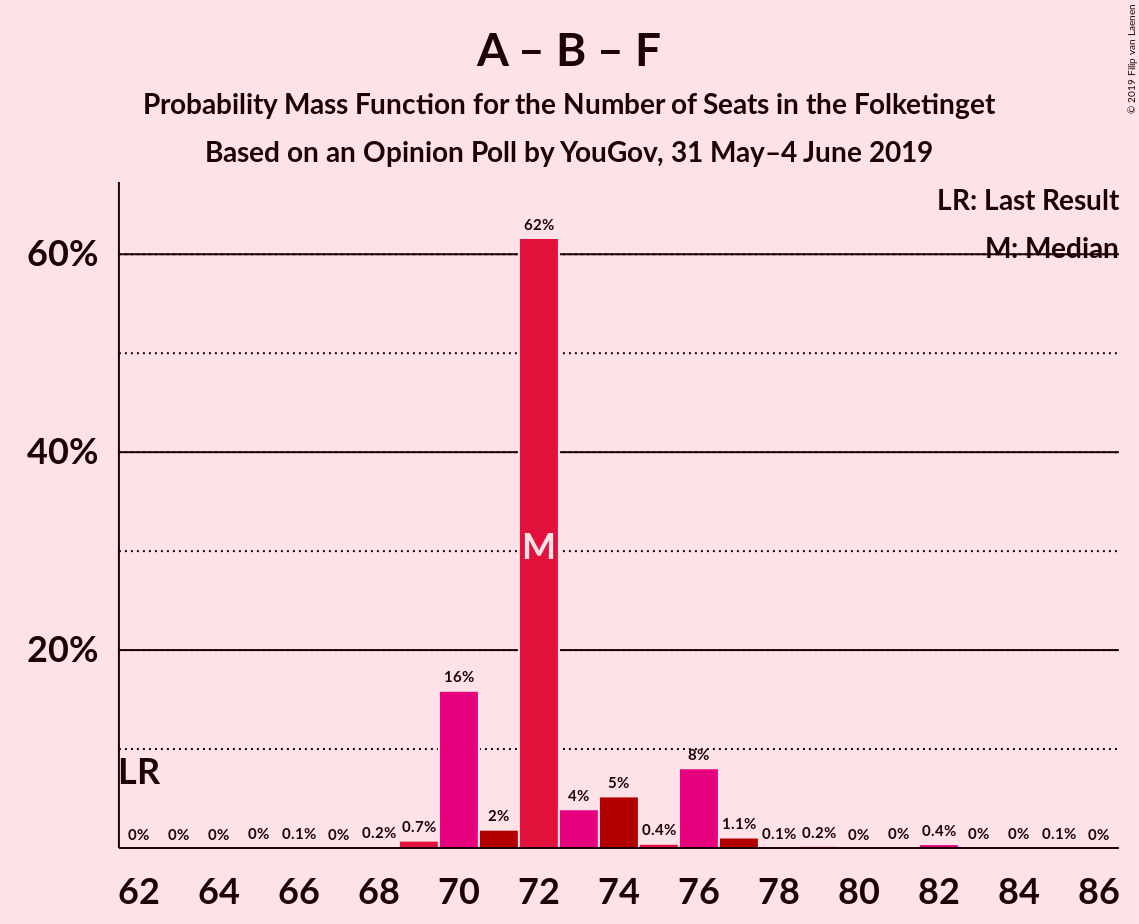 A – B – F
Probability Mass Function for the Number of Seats in the Folketinget
Based on an Opinion Poll by YouGov, 31 May–4 June 2019
© 2019 Filip van Laenen
LR: Last Result
M: Median
60%
40%
20%
62%
M
16%
8%
LR
5%
4%
2%
0% 0% 0% 0% 0.1% 0% 0.2% 0.7% 0.4% 1.1% 0.1% 0.2% 0% 0% 0.4% 0% 0% 0.1% 0%
62 64 66 68 70 72 74 76 78 80 82 84 86